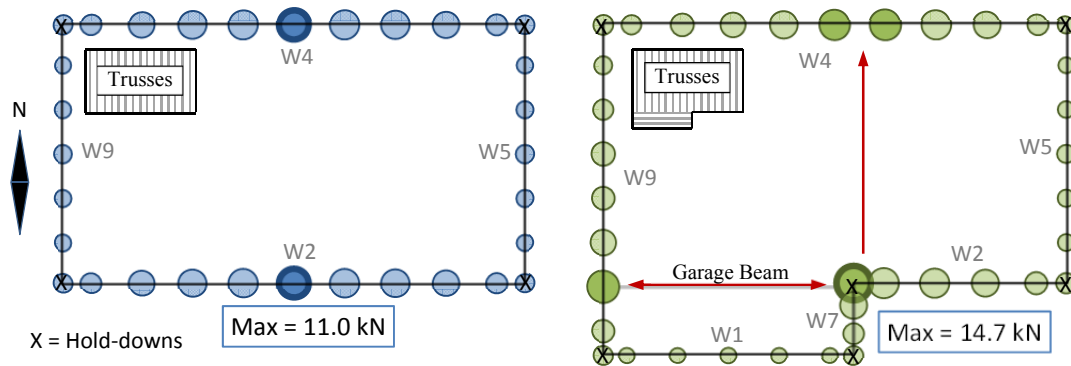 W4
Trusses
N
W9
W5
W2
X = Hold-downs
Max = 11.0 kN
X
X
X
X
W4
Trusses
W9
W5
W2
Garage Beam
W7
W1
Max = 14.7 kN
X
X
X
X
X
X